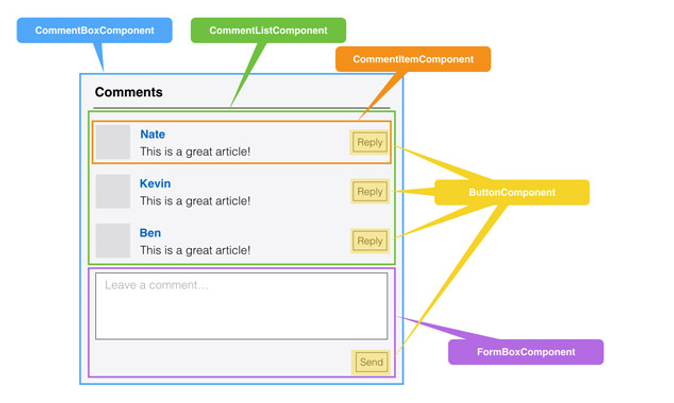 CommentBoxComponent
CommentListComponent
CommentItemComponent
Comments
Nate
This is a great article!
Reply
Kevin
This is a great article!
Reply
ButtonComponent
Ben
This is a great article!
Reply
Leave a comment...
FormBoxComponent
Send